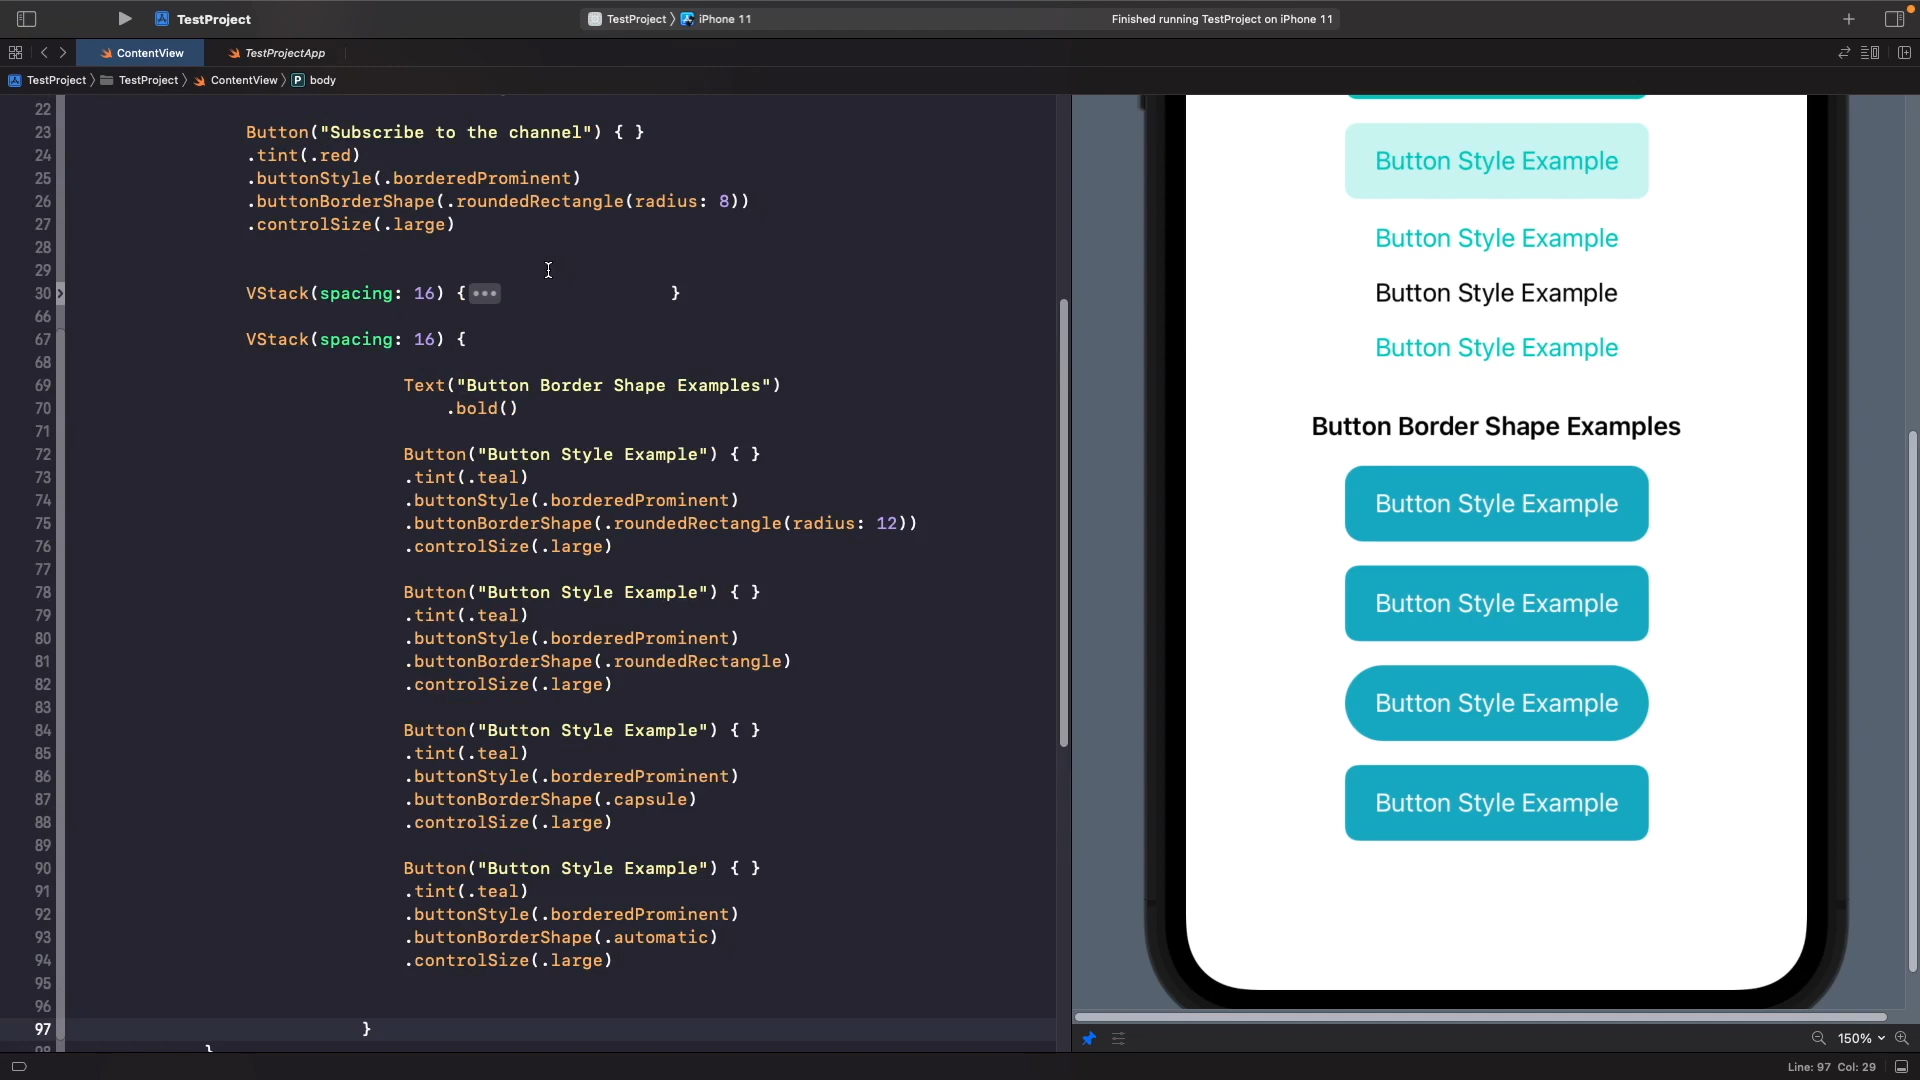 TestProject
TestProject 〉 iPhone 11
Finished running TestProject on iPhone 11
ContentView
TestProjectApp
TestProject 〉 TestProject 〉 ContentView 〉 P body
22
23 Button("Subscribe to the channel") { }
24 .tint(.red)
25 .buttonStyle(.borderedProminent)
26 .buttonBorderShape(.roundedRectangle(radius: 8))
27 .controlSize(.large)
28
29
30 VStack(spacing: 16) {••• }
66
67 VStack(spacing: 16) {
68
69 Text("Button Border Shape Examples")
70 .bold()
71
72 Button("Button Style Example") { }
73 .tint(.teal)
74 .buttonStyle(.borderedProminent)
75 .buttonBorderShape(.roundedRectangle(radius: 12))
76 .controlSize(.large)
77
78 Button("Button Style Example") { }
79 .tint(.teal)
80 .buttonStyle(.borderedProminent)
81 .buttonBorderShape(.roundedRectangle)
82 .controlSize(.large)
83
84 Button("Button Style Example") { }
85 .tint(.teal)
86 .buttonStyle(.borderedProminent)
87 .buttonBorderShape(.capsule)
88 .controlSize(.large)
89
90 Button("Button Style Example") { }
91 .tint(.teal)
92 .buttonStyle(.borderedProminent)
93 .buttonBorderShape(.automatic)
94 .controlSize(.large)
95
96
97 }
98 }
Button Style Example
Button Style Example
Button Style Example
Button Style Example
Button Border Shape Examples
Button Style Example
Button Style Example
Button Style Example
Button Style Example
150%
Line: 97 Col: 29